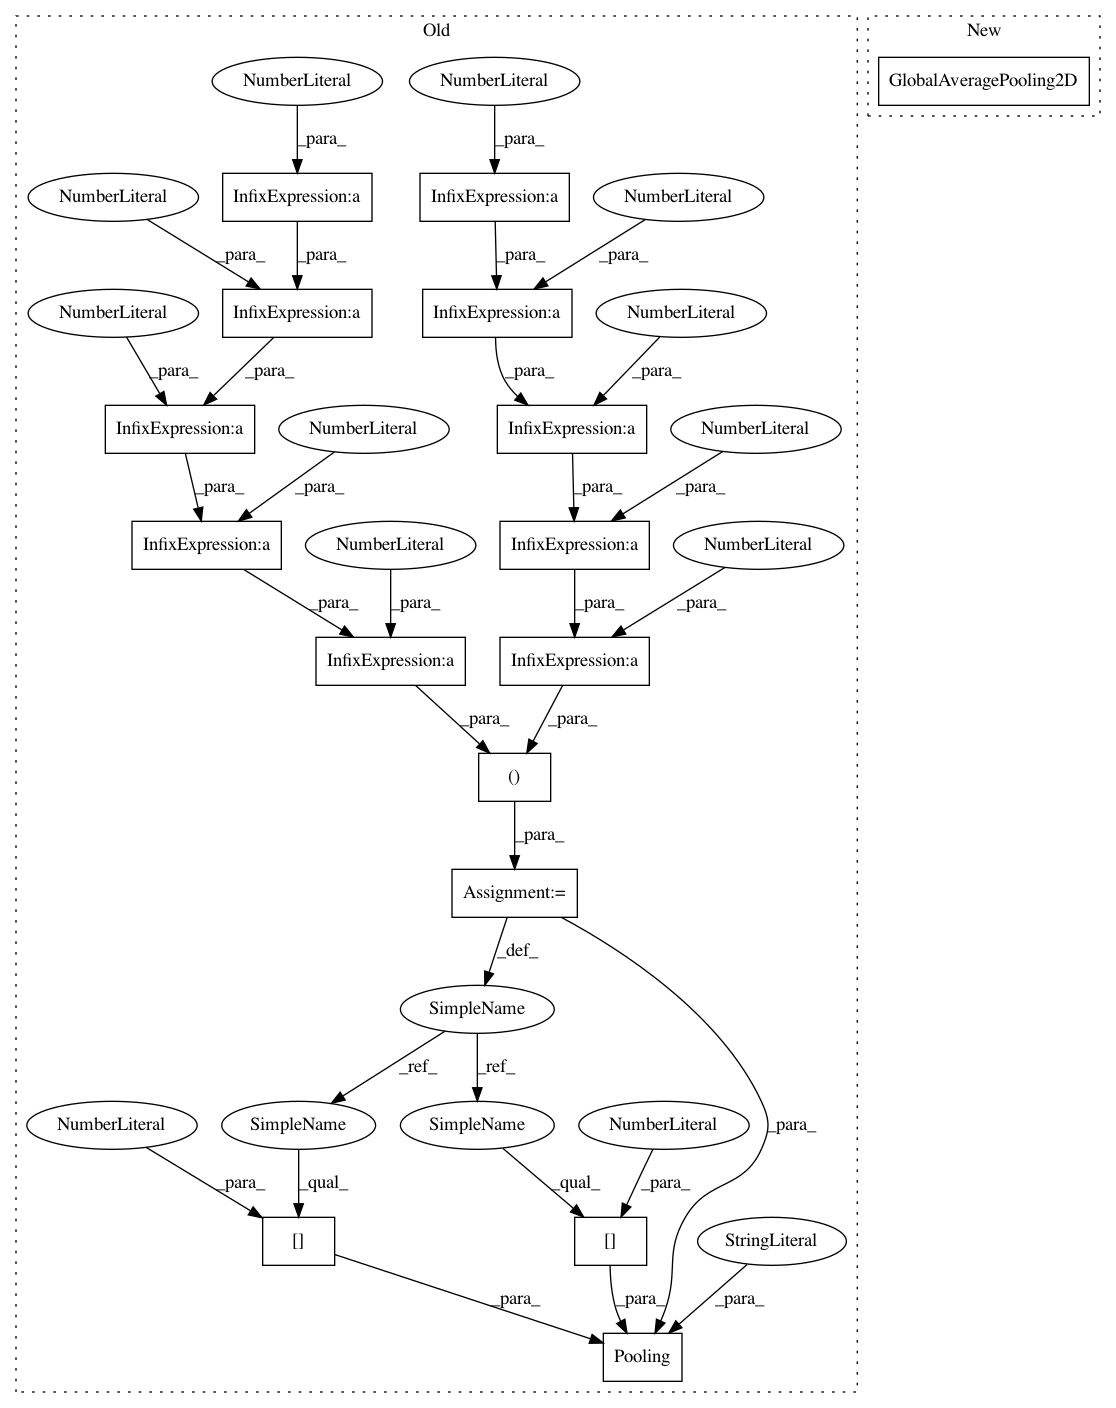 Old
New
NumberLiteral
NumberLiteral
GlobalAveragePooling2D
_para_
_para_
NumberLiteral
InfixExpression:a
InfixExpression:a
NumberLiteral
_para_
_para_
_para_
_para_
NumberLiteral
InfixExpression:a
InfixExpression:a
NumberLiteral
_para_
_para_
_para_
_para_
InfixExpression:a
NumberLiteral
InfixExpression:a
NumberLiteral
_para_
_para_
_para_
_para_
InfixExpression:a
NumberLiteral
InfixExpression:a
NumberLiteral
_para_
_para_
_para_
_para_
InfixExpression:a
InfixExpression:a
_para_
_para_
()
_para_
Assignment:=
_def_
SimpleName
_ref_
_ref_
NumberLiteral
SimpleName
SimpleName
NumberLiteral
_para_
_para_
_qual_
_qual_
_para_
[]
[]
StringLiteral
_para_
_para_
_para_
Pooling